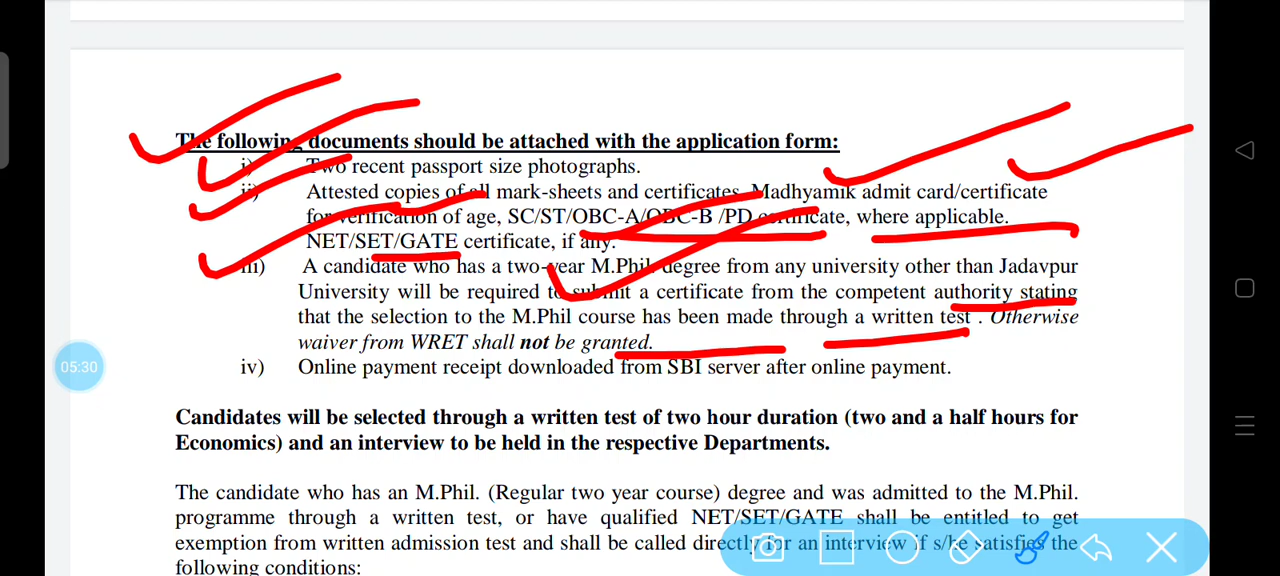 The following documents should be attached with the application form:
i) Two recent passport size photographs.
ii) Attested copies of all mark-sheets and certificates, Madhyamik admit card/certificate
for verification of age, SC/ST/OBC-A/OBC-B /PD certificate, where applicable.
NET/SET/GATE certificate, if any.
iii) A candidate who has a two-year M.Phil. degree from any university other than Jadavpur
University will be required to submit a certificate from the competent authority stating
that the selection to the M.Phil course has been made through a written test . Otherwise
waiver from WRET shall not be granted.
05:30
iv) Online payment receipt downloaded from SBI server after online payment.
Candidates will be selected through a written test of two hour duration (two and a half hours for
Economics) and an interview to be held in the respective Departments.
The candidate who has an M.Phil. (Regular two year course) degree and was admitted to the M.Phil.
programme through a written test, or have qualified NET/SET/GATE shall be entitled to get
exemption from written admission test and shall be called directly for an interview if s/he satisfies the
following conditions: